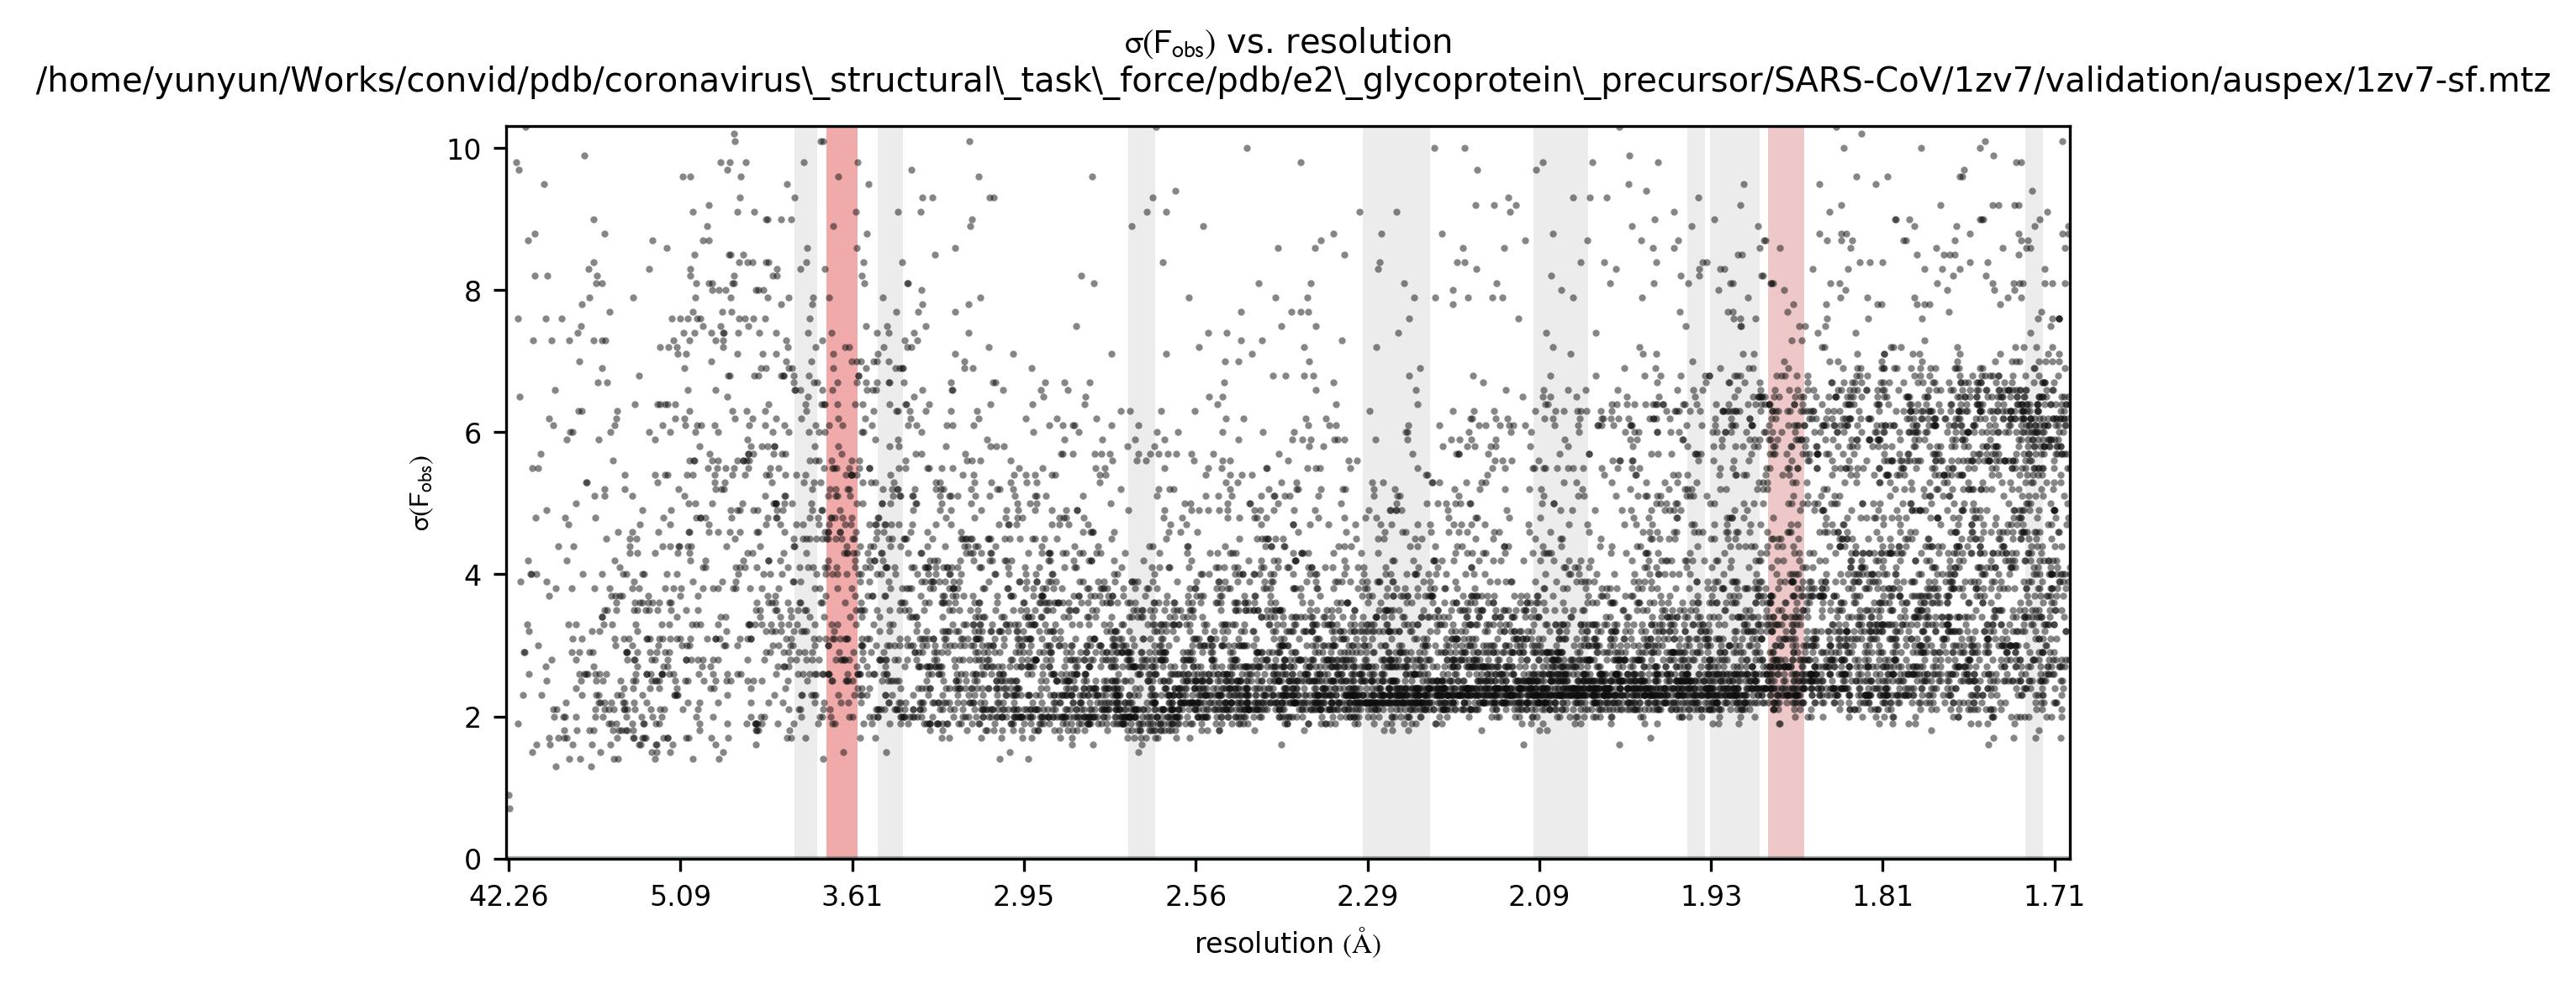 σ(F_obs) vs. resolution
/home/yunyun/Works/convid/pdb/coronavirus\_structural\_task\_force/pdb/e2\_glycoprotein\_precursor/SARS-CoV/1zv7/validation/auspex/1zv7-sf.mtz
σ(F_obs)
10
8
6
4
2
0
42.26 5.09 3.61 2.95 2.56 2.29 2.09 1.93 1.81 1.71
resolution (Å)